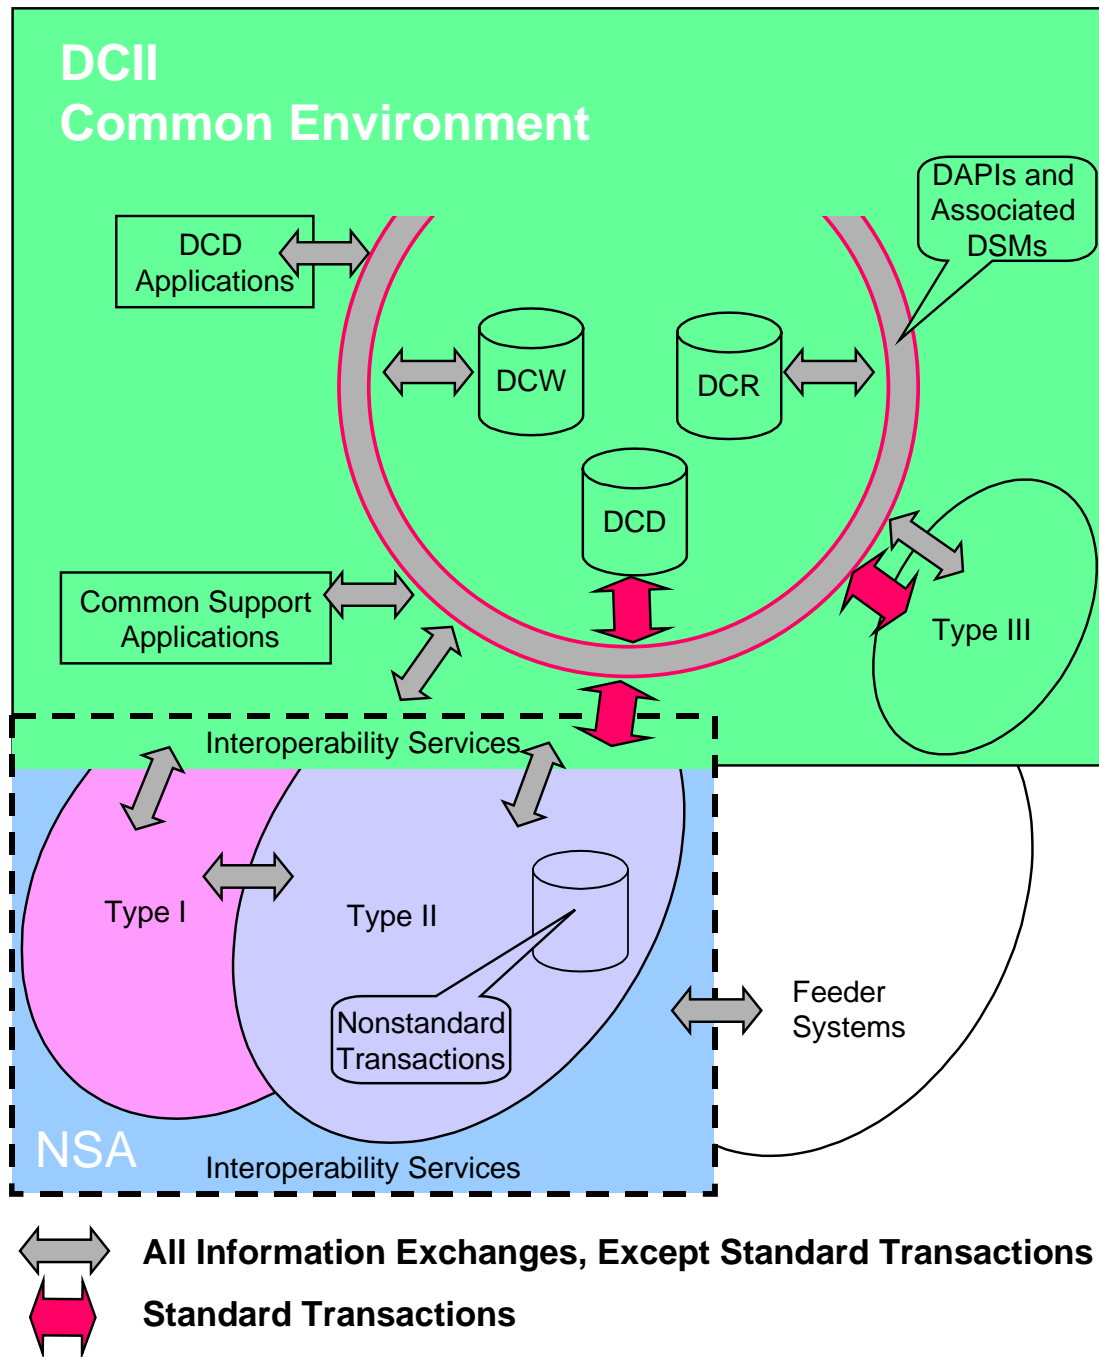 DCII
Common Environment
DAPIs and
Associated
DSMs
DCD
Applications
DCW
DCR
DCD
Common Support
Applications
Type III
Interoperability Services
Type I
Type II
Nonstandard
Transactions
Feeder
Systems
NSA
Interoperability Services
All Information Exchanges, Except Standard Transactions
Standard Transactions